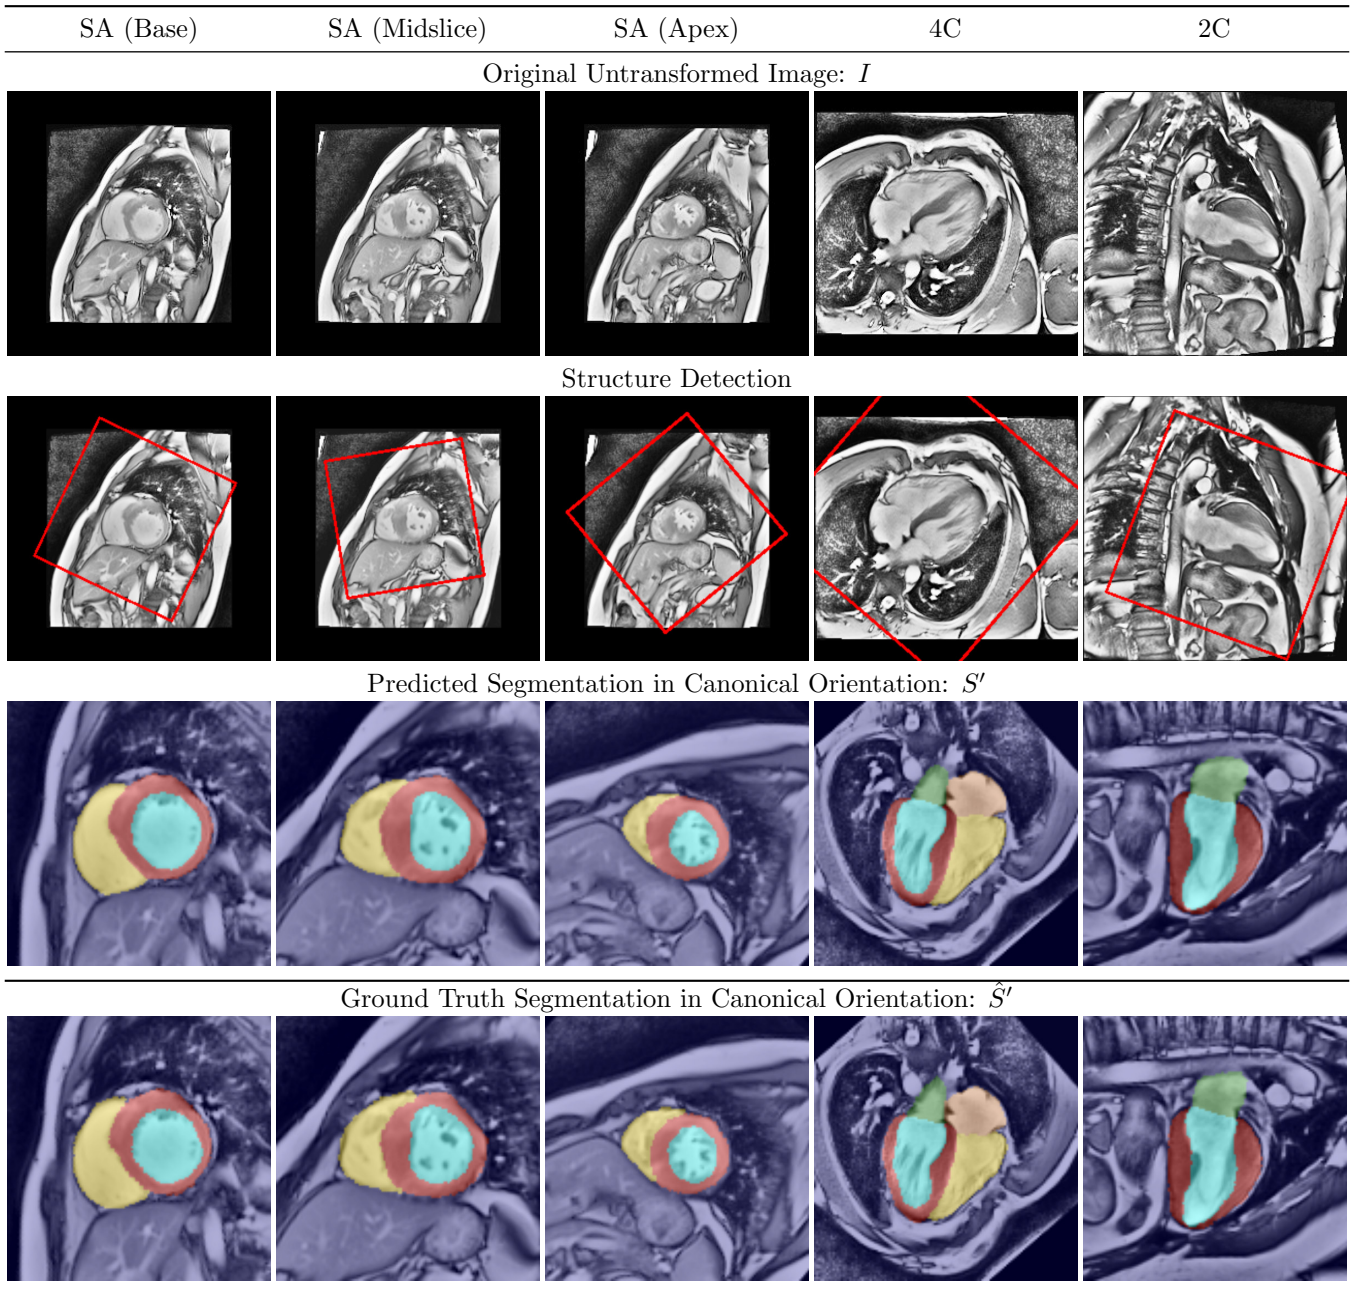 SA (Base) SA (Midslice) SA (Apex) 4C 2C
Original Untransformed Image: I
Structure Detection
Predicted Segmentation in Canonical Orientation: S′
Ground Truth Segmentation in Canonical Orientation: Ŝ′